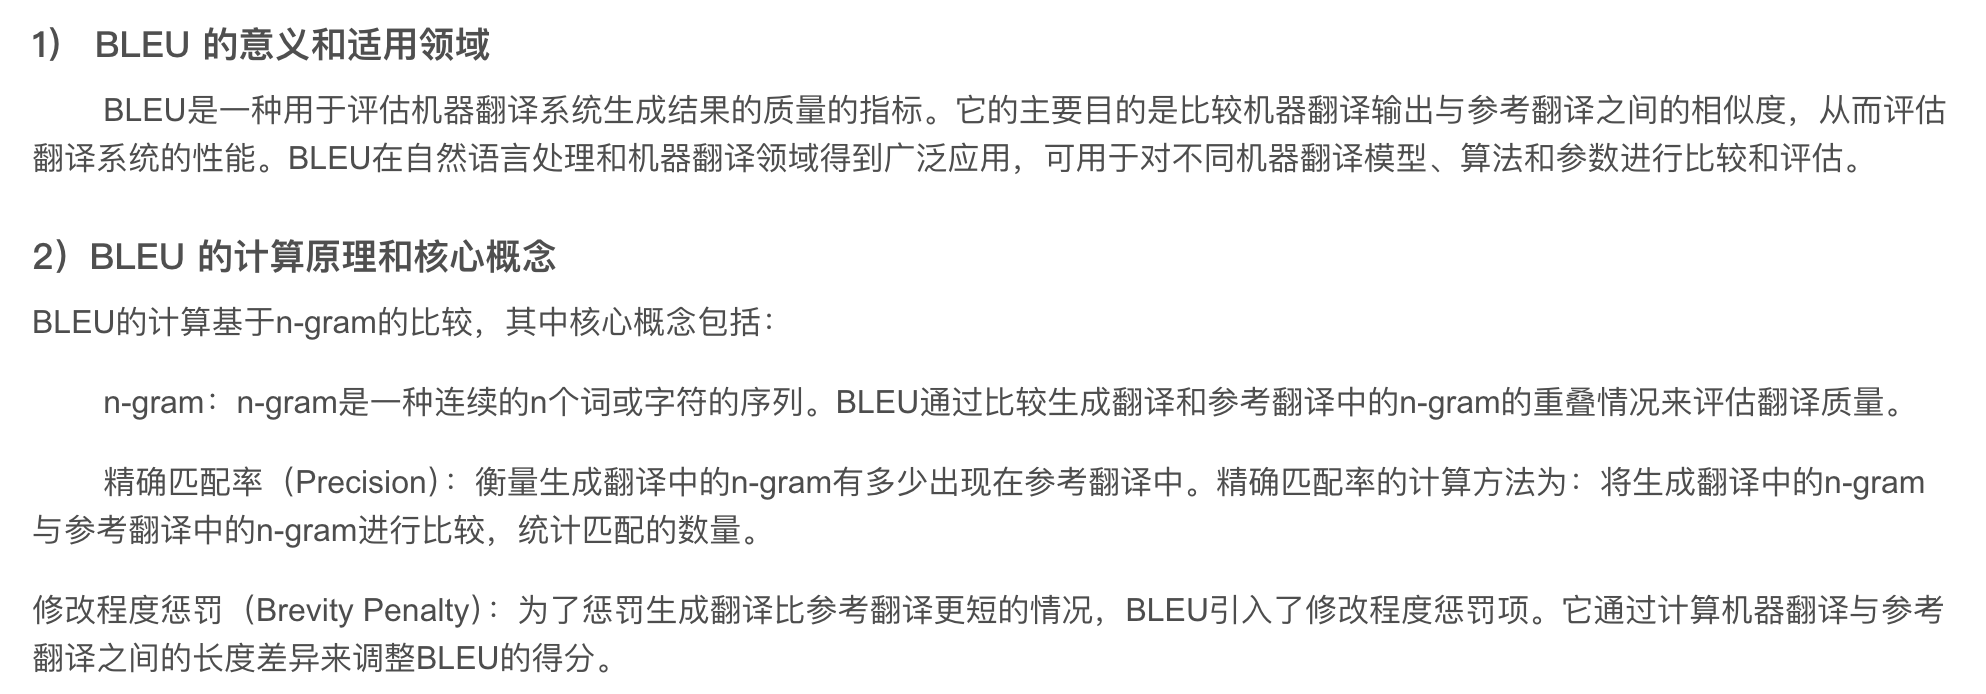 1） BLEU 的意义和适用领域
BLEU是一种用于评估机器翻译系统生成结果的质量的指标。它的主要目的是比较机器翻译输出与参考翻译之间的相似度，从而评估
翻译系统的性能。BLEU在自然语言处理和机器翻译领域得到广泛应用，可用于对不同机器翻译模型、算法和参数进行比较和评估。
2）BLEU 的计算原理和核心概念
BLEU的计算基于n-gram的比较，其中核心概念包括：
n-gram：n-gram是一种连续的n个词或字符的序列。BLEU通过比较生成翻译和参考翻译中的n-gram的重叠情况来评估翻译质量。
精确匹配率（Precision）：衡量生成翻译中的n-gram有多少出现在参考翻译中。精确匹配率的计算方法为：将生成翻译中的n-gram
与参考翻译中的n-gram进行比较，统计匹配的数量。
修改程度惩罚（Brevity Penalty）：为了惩罚生成翻译比参考翻译更短的情况，BLEU引入了修改程度惩罚项。它通过计算机器翻译与参考
翻译之间的长度差异来调整BLEU的得分。